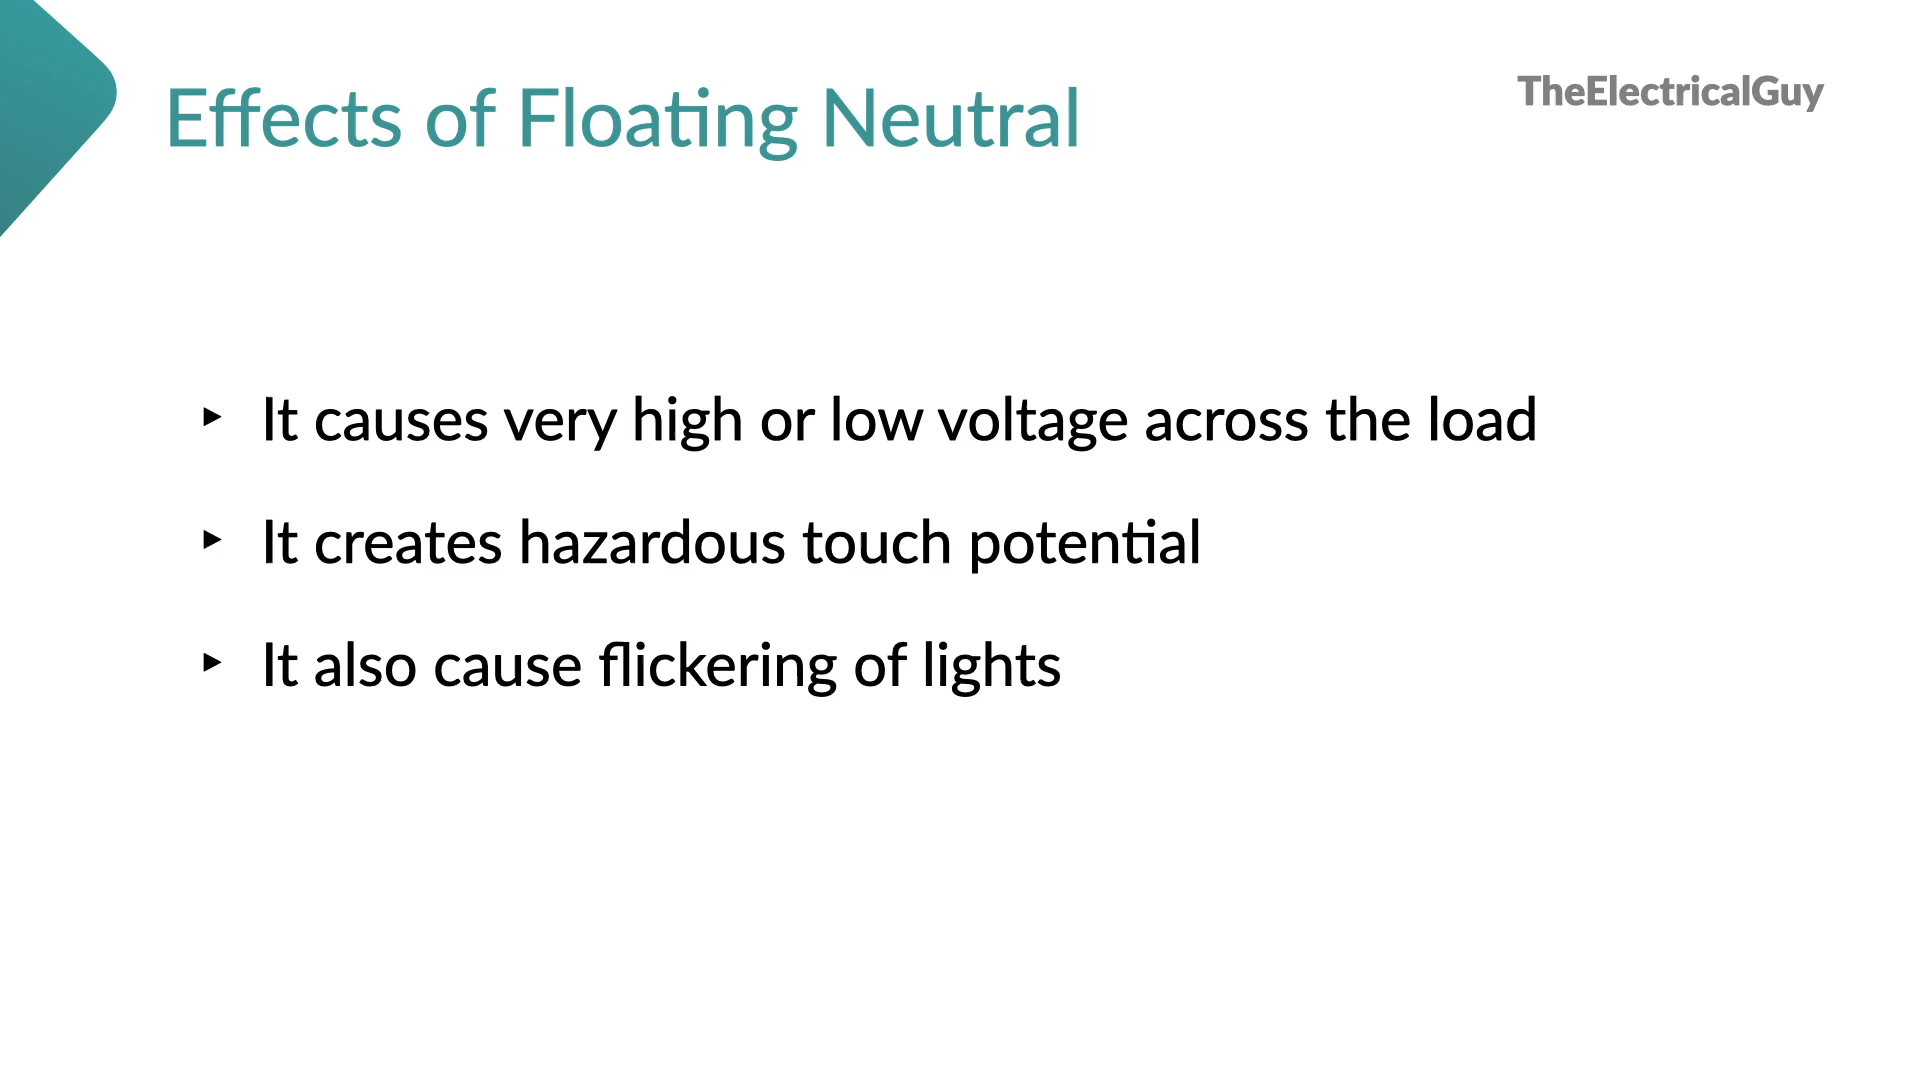 Effects of Floating Neutral
TheElectricalGuy
‣ It causes very high or low voltage across the load
‣ It creates hazardous touch potential
‣ It also cause flickering of lights